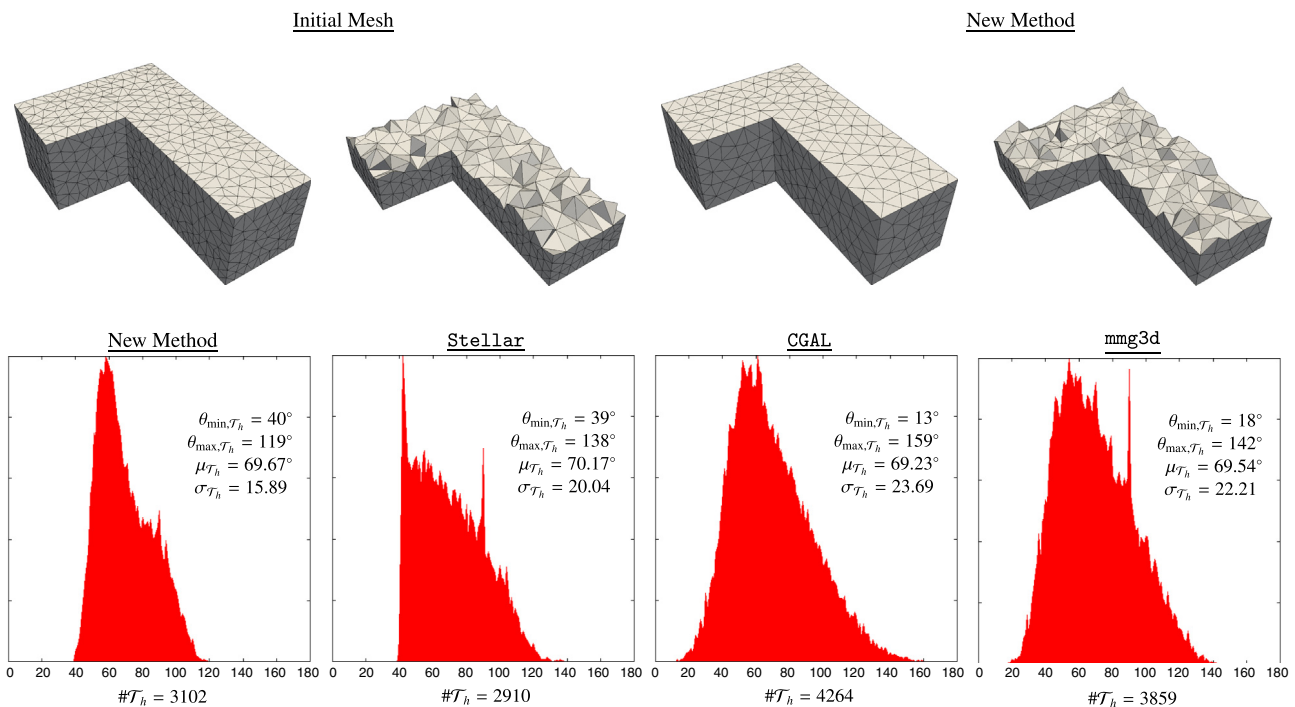 Initial Mesh
New Method
New Method
θmin,𝒯h = 40°
θmax,𝒯h = 119°
μ𝒯h = 69.67°
σ𝒯h = 15.89
0 20 40 60 80 100 120 140 160 180
#𝒯h = 3102
Stellar
θmin,𝒯h = 39°
θmax,𝒯h = 138°
μ𝒯h = 70.17°
σ𝒯h = 20.04
0 20 40 60 80 100 120 140 160 180
#𝒯h = 2910
CGAL
θmin,𝒯h = 13°
θmax,𝒯h = 159°
μ𝒯h = 69.23°
σ𝒯h = 23.69
0 20 40 60 80 100 120 140 160 180
#𝒯h = 4264
mmg3d
θmin,𝒯h = 18°
θmax,𝒯h = 142°
μ𝒯h = 69.54°
σ𝒯h = 22.21
0 20 40 60 80 100 120 140 160 180
#𝒯h = 3859